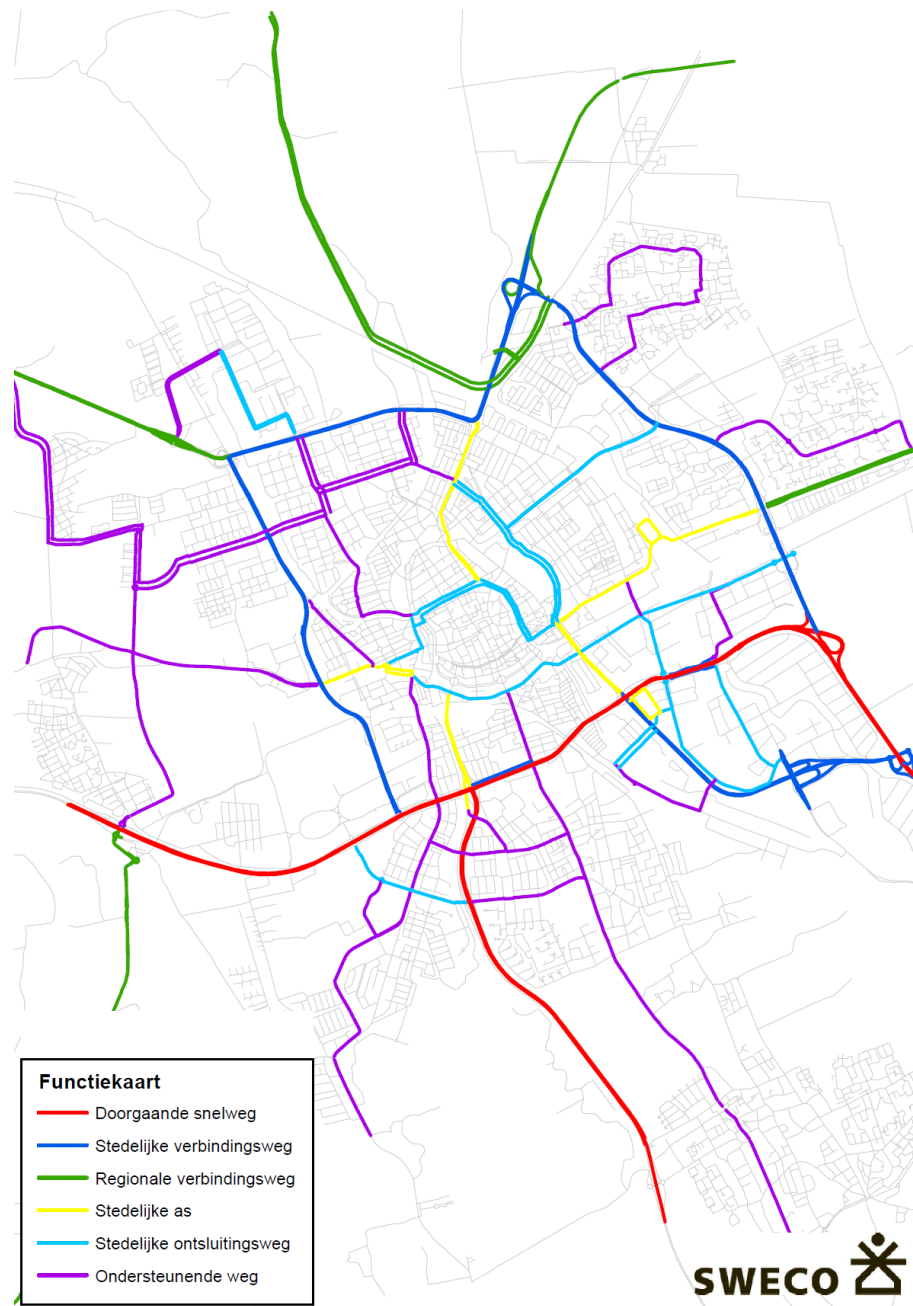 Functiekaart
Doorgaande snelweg
Stedelijke verbindingsweg
Regionale verbindingsweg
Stedelijke as
Stedelijke ontsluitingsweg
Ondersteunende weg
SWECO